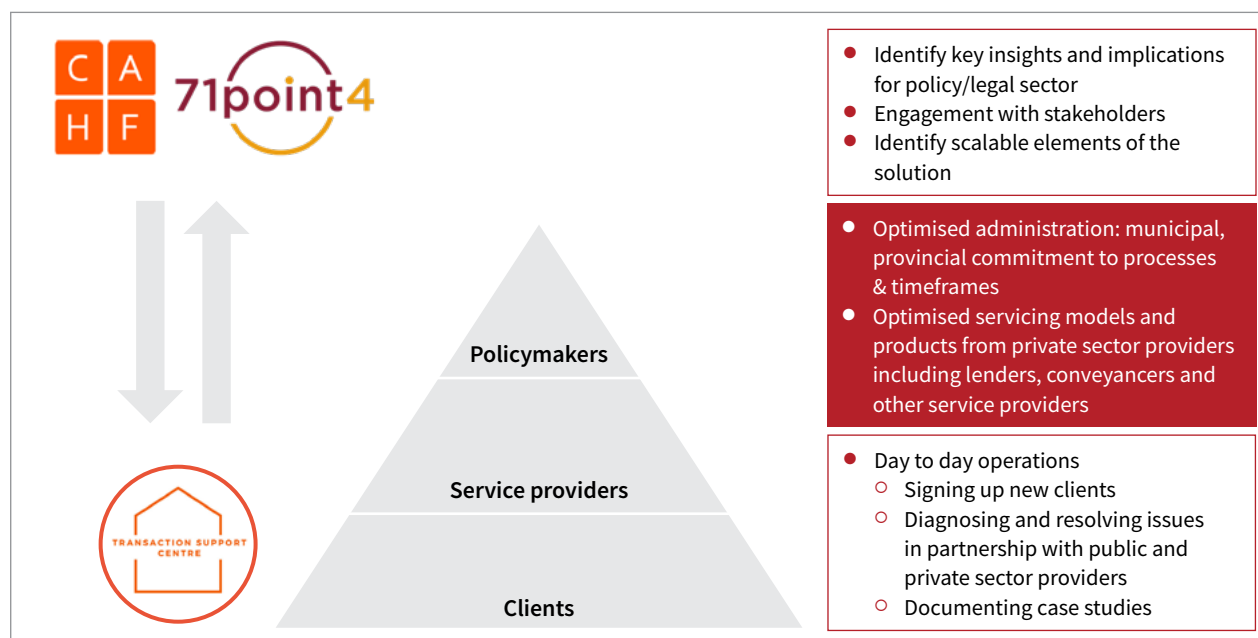 C A
H F
71point4
Identify key insights and implications
for policy/legal sector
Engagement with stakeholders
Identify scalable elements of the
solution
Optimised administration: municipal,
provincial commitment to processes
& timeframes
Optimised servicing models and
products from private sector providers
including lenders, conveyancers and
other service providers
Policymakers
Service providers
Clients
TRANSACTION SUPPORT
CENTRE
Day to day operations
Signing up new clients
Diagnosing and resolving issues
in partnership with public and
private sector providers
Documenting case studies